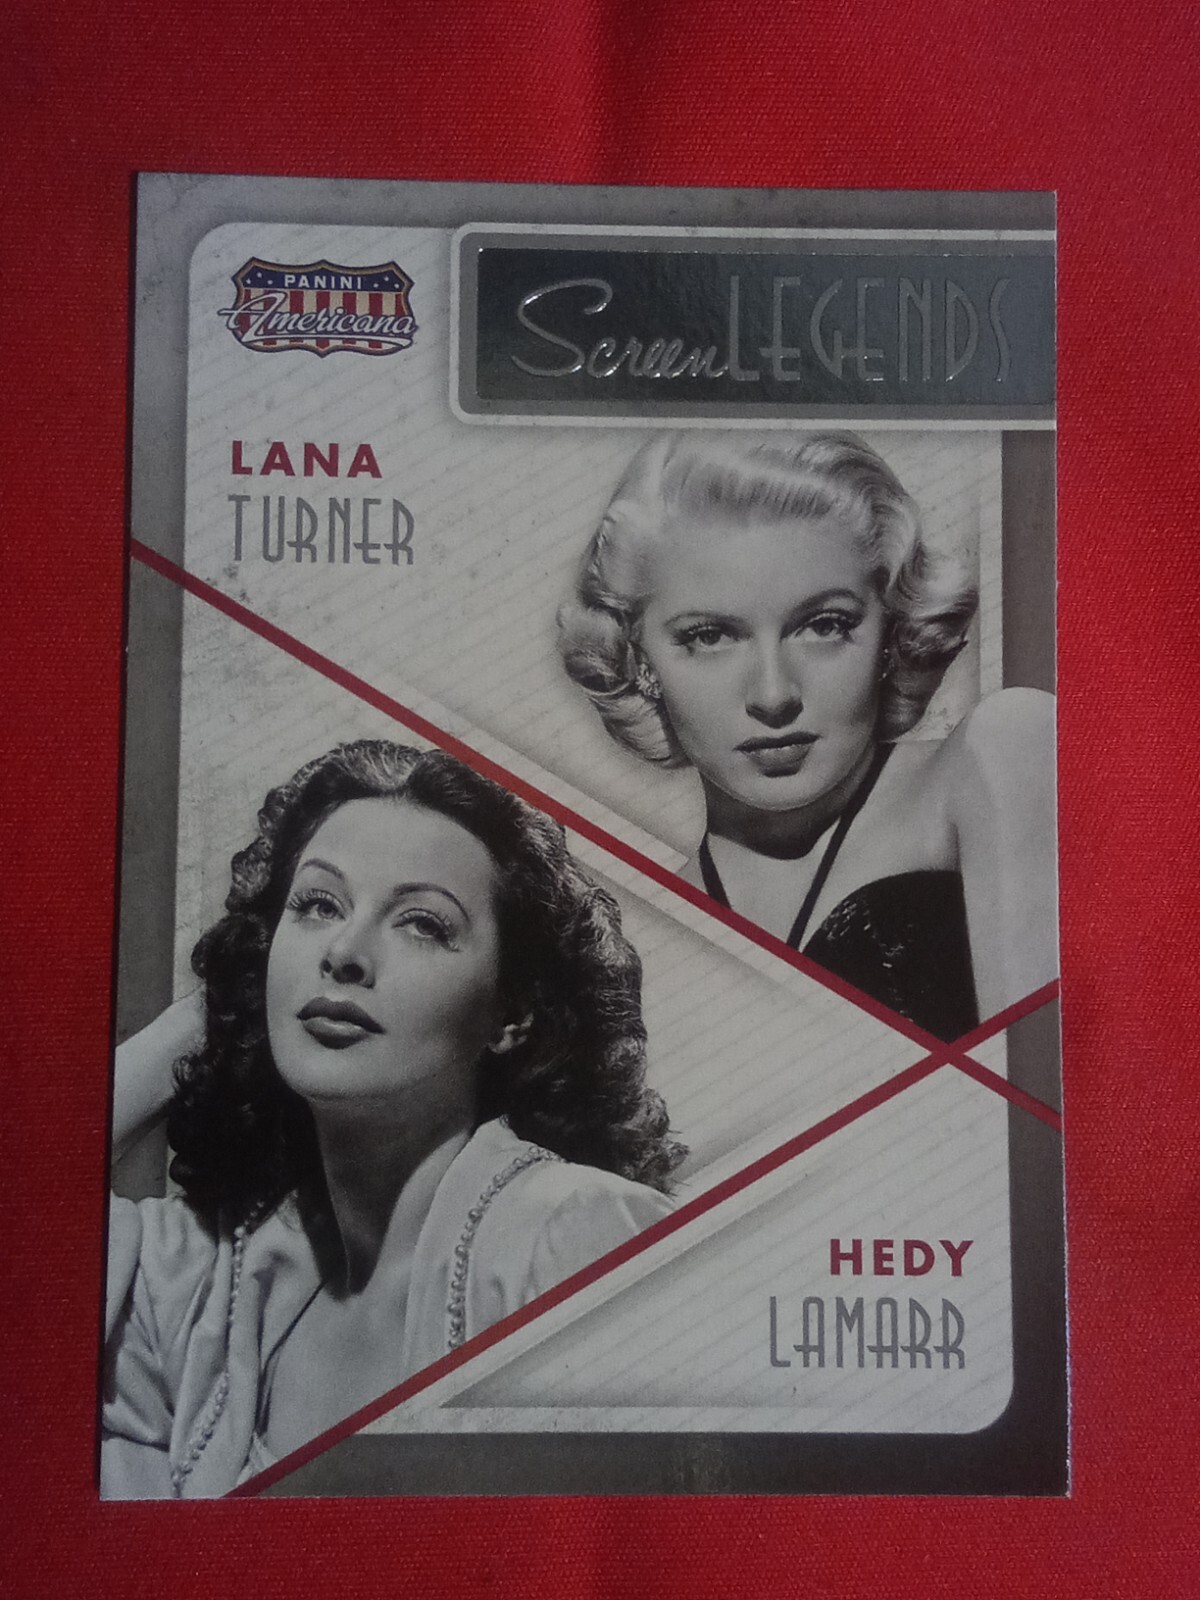 PANINI
Americana
Screen LEGENDS
LANA
TURNER
HEDY
LAMARR